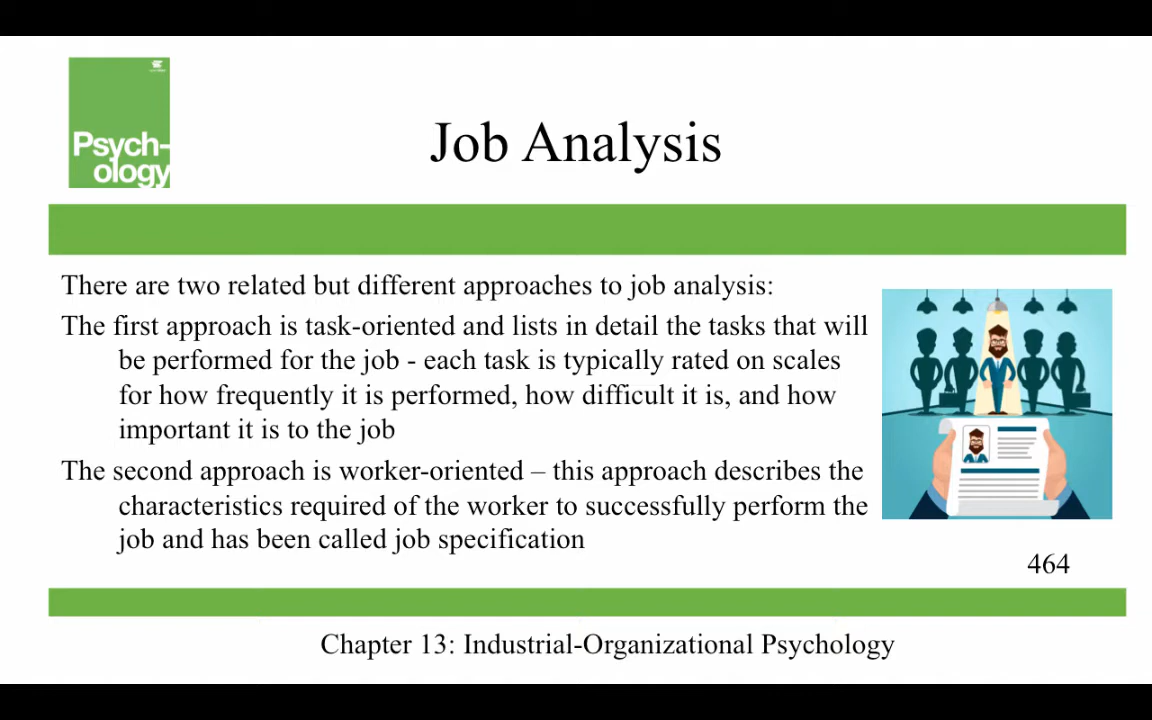 Psych-
ology
Job Analysis
There are two related but different approaches to job analysis:
The first approach is task-oriented and lists in detail the tasks that will
be performed for the job - each task is typically rated on scales
for how frequently it is performed, how difficult it is, and how
important it is to the job
The second approach is worker-oriented – this approach describes the
characteristics required of the worker to successfully perform the
job and has been called job specification
464
Chapter 13: Industrial-Organizational Psychology